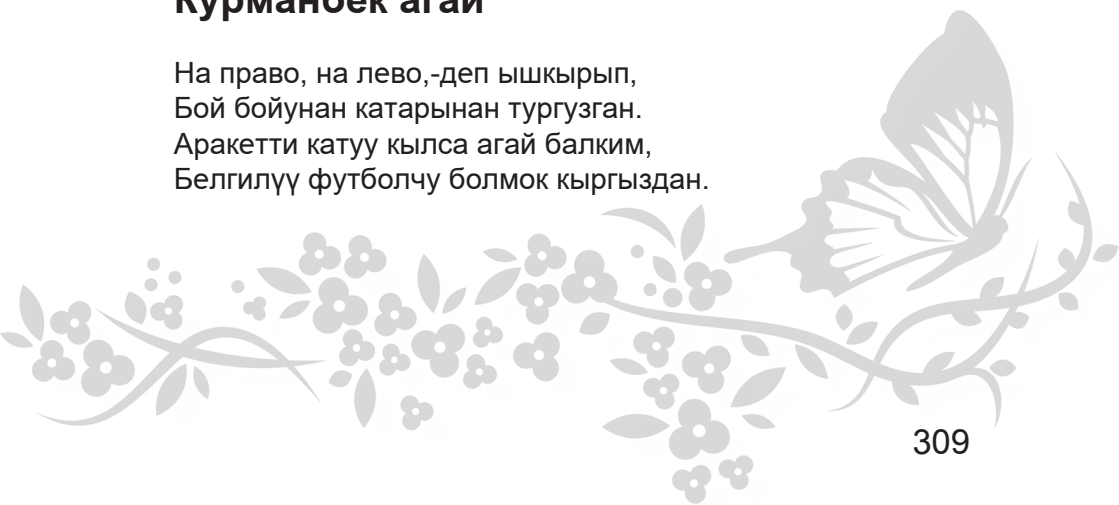 Курманбек агай
На право, на лево,-деп ышкырып,
Бой бойунан катарынан тургузган.
Аракетти катуу кылса агай балким,
Белгилүү футболчу болмок кыргыздан.
309